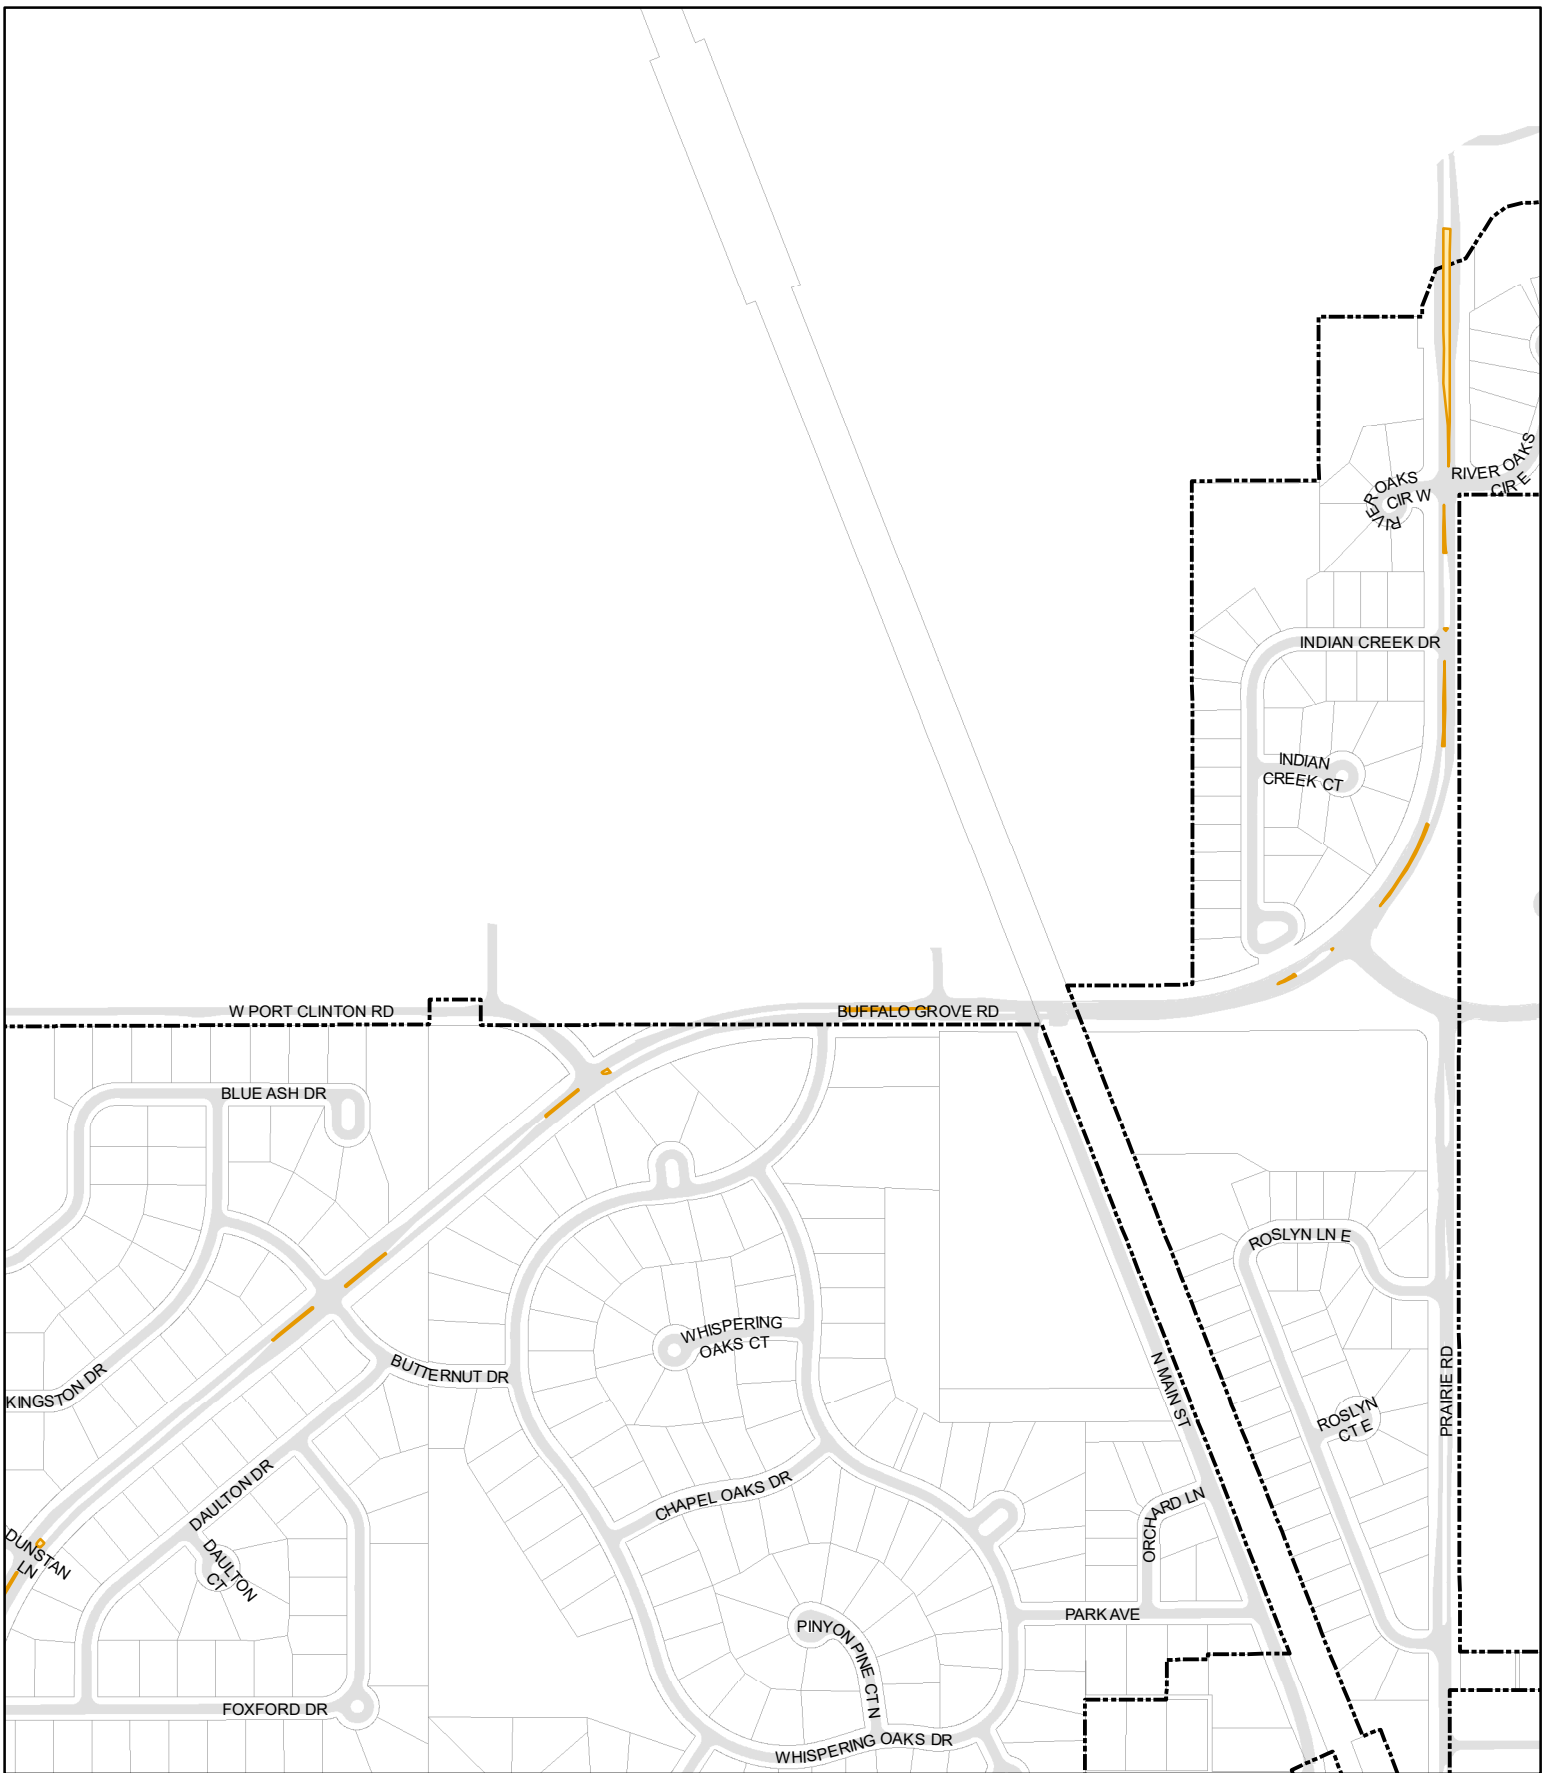 RIVER OAKS
CIR W
RIVER OAKS
CIR E
INDIAN CREEK DR
INDIAN
CREEK CT
W PORT CLINTON RD
BUFFALO GROVE RD
BLUE ASH DR
ROSLYN LN E
WHISPERING
OAKS CT
BUTTERNUT DR
KINGSTON DR
N MAIN ST
PRAIRIE RD
ROSLYN
CT E
DAULTON DR
CHAPEL OAKS DR
ORCHARD LN
DUNSTAN
LN
DAULTON
CT
PARK AVE
PINYON PINE CT N
FOXFORD DR
WHISPERING OAKS DR